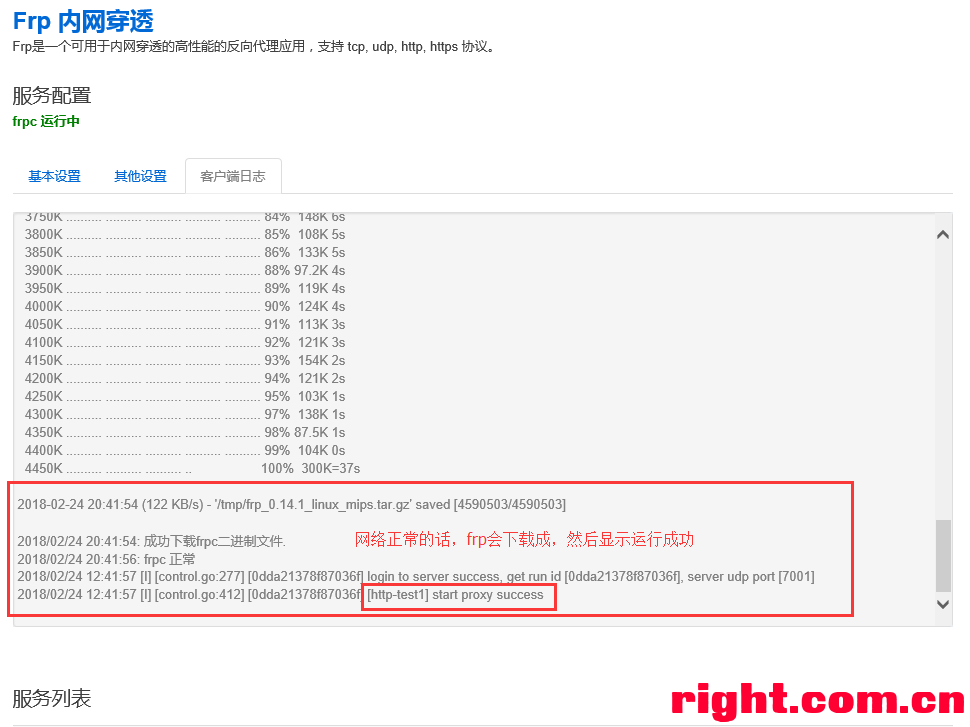 Frp 内网穿透
Frp是一个可用于内网穿透的高性能的反向代理应用，支持 tcp, udp, http, https 协议。
服务配置
frpc 运行中
基本设置 其他设置 客户端日志
3750K .......... .......... .......... .......... .......... 84% 148K 6s
3800K .......... .......... .......... .......... .......... 85% 108K 5s
3850K .......... .......... .......... .......... .......... 86% 133K 5s
3900K .......... .......... .......... .......... .......... 88% 97.2K 4s
3950K .......... .......... .......... .......... .......... 89% 119K 4s
4000K .......... .......... .......... .......... .......... 90% 124K 4s
4050K .......... .......... .......... .......... .......... 91% 113K 3s
4100K .......... .......... .......... .......... .......... 92% 121K 3s
4150K .......... .......... .......... .......... .......... 93% 154K 2s
4200K .......... .......... .......... .......... .......... 94% 121K 2s
4250K .......... .......... .......... .......... .......... 95% 103K 1s
4300K .......... .......... .......... .......... .......... 97% 138K 1s
4350K .......... .......... .......... .......... .......... 98% 87.5K 1s
4400K .......... .......... .......... .......... .......... 99% 104K 0s
4450K .......... .......... .......... .. 100% 300K=37s
2018-02-24 20:41:54 (122 KB/s) - '/tmp/frp_0.14.1_linux_mips.tar.gz' saved [4590503/4590503]
2018/02/24 20:41:54: 成功下载frpc二进制文件. 网络正常的话，frp会下载成，然后显示运行成功
2018/02/24 20:41:56: frpc 正常
2018/02/24 12:41:57 [I] [control.go:277] [0dda21378f87036f] login to server success, get run id [0dda21378f87036f], server udp port [7001]
2018/02/24 12:41:57 [I] [control.go:412] [0dda21378f87036f] [http-test1] start proxy success
服务列表
right.com.cn